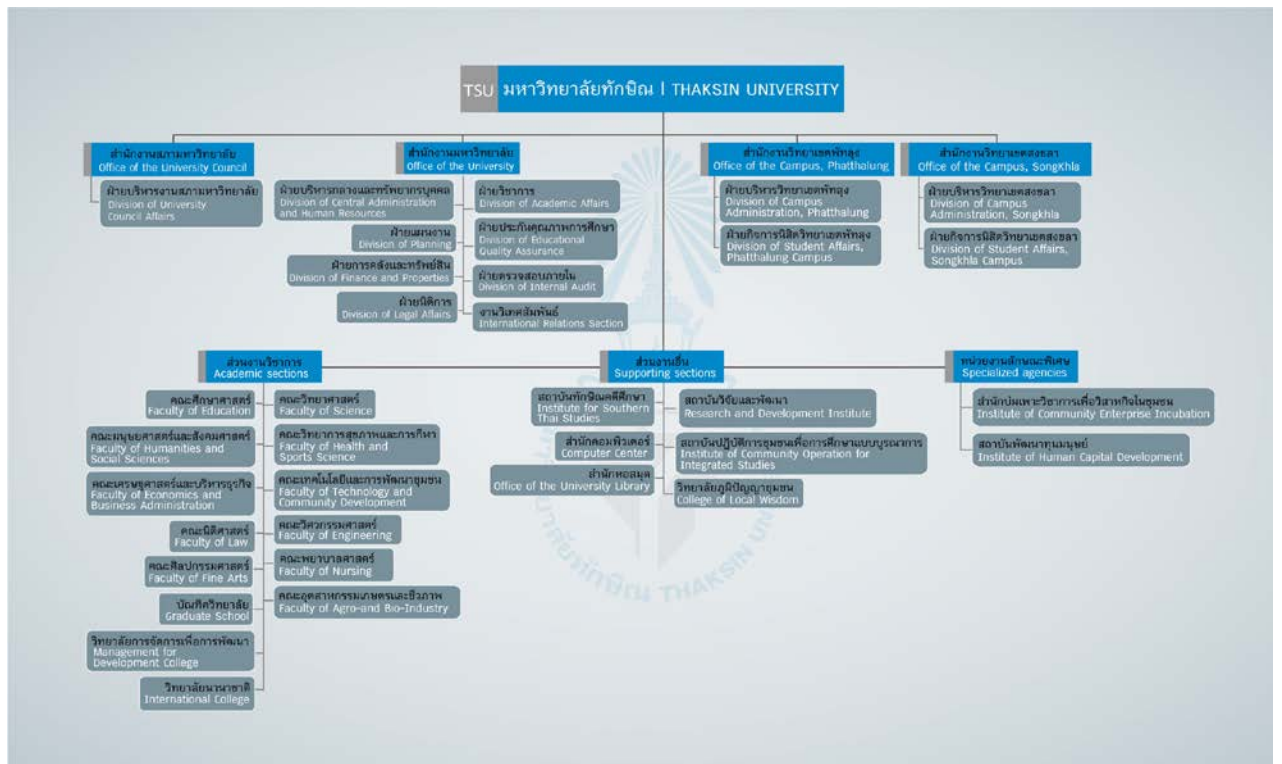 TSU มหาวิทยาลัยทักษิณ | THAKSIN UNIVERSITY
สำนักงานสภามหาวิทยาลัย
Office of the University Council
ฝ่ายบริหารงานสภามหาวิทยาลัย
Division of University
Council Affairs
สำนักงานมหาวิทยาลัย
Office of the University
ฝ่ายบริหารกลางและทรัพยากรบุคคล
Division of Central Administration
and Human Resources
ฝ่ายแผนงาน
Division of Planning
ฝ่ายการคลังและทรัพย์สิน
Division of Finance and Properties
ฝ่ายนิติการ
Division of Legal Affairs
ฝ่ายวิชาการ
Division of Academic Affairs
ฝ่ายประกันคุณภาพการศึกษา
Division of Educational
Quality Assurance
ฝ่ายตรวจสอบภายใน
Division of Internal Audit
งานวิเทศสัมพันธ์
International Relations Section
สำนักงานวิทยาเขตพัทลุง
Office of the Campus, Phatthalung
ฝ่ายบริหารวิทยาเขตพัทลุง
Division of Campus
Administration, Phatthalung
ฝ่ายกิจการนิสิตวิทยาเขตพัทลุง
Division of Student Affairs,
Phatthalung Campus
สำนักงานวิทยาเขตสงขลา
Office of the Campus, SongKhla
ฝ่ายบริหารวิทยาเขตสงขลา
Division of Campus
Administration, Songkhla
ฝ่ายกิจการนิสิตวิทยาเขตสงขลา
Division of Student Affairs,
Songkhla Campus
ส่วนงานวิชาการ
Academic sections
คณะศึกษาศาสตร์
Faculty of Education
คณะมนุษยศาสตร์และสังคมศาสตร์
Faculty of Humanities and
Social Sciences
คณะเศรษฐศาสตร์และบริหารธุรกิจ
Faculty of Economics and
Business Administration
คณะนิติศาสตร์
Faculty of Law
คณะศิลปกรรมศาสตร์
Faculty of Fine Arts
บัณฑิตวิทยาลัย
Graduate School
วิทยาลัยการจัดการเพื่อการพัฒนา
Management for
Development College
วิทยาลัยนานาชาติ
International College
คณะวิทยาศาสตร์
Faculty of Science
คณะวิทยาการสุขภาพและการกีฬา
Faculty of Health and
Sports Science
คณะเทคโนโลยีและการพัฒนาชุมชน
Faculty of Technology and
Community Development
คณะวิศวกรรมศาสตร์
Faculty of Engineering
คณะพยาบาลศาสตร์
Faculty of Nursing
คณะอุตสาหกรรมเกษตรและชีวภาพ
Faculty of Agro-and Bio-Industry
ส่วนงานอื่น
Supporting sections
สถาบันทักษิณคดีศึกษา
Institute for Southern
Thai Studies
สำนักคอมพิวเตอร์
Computer Center
สำนักหอสมุด
Office of the University Library
สถาบันวิจัยและพัฒนา
Research and Development Institute
สถาบันปฏิบัติการชุมชนเพื่อการศึกษาแบบบูรณาการ
Institute of Community Operation for
Integrated Studies
วิทยาลัยภูมิปัญญาชุมชน
College of Local Wisdom
หน่วยงานลักษณะพิเศษ
Specialized agencies
สำนักบ่มเพาะวิชาการเพื่อวิสาหกิจในชุมชน
Institute of Community Enterprise Incubation
สถาบันพัฒนาทุนมนุษย์
Institute of Human Capital Development